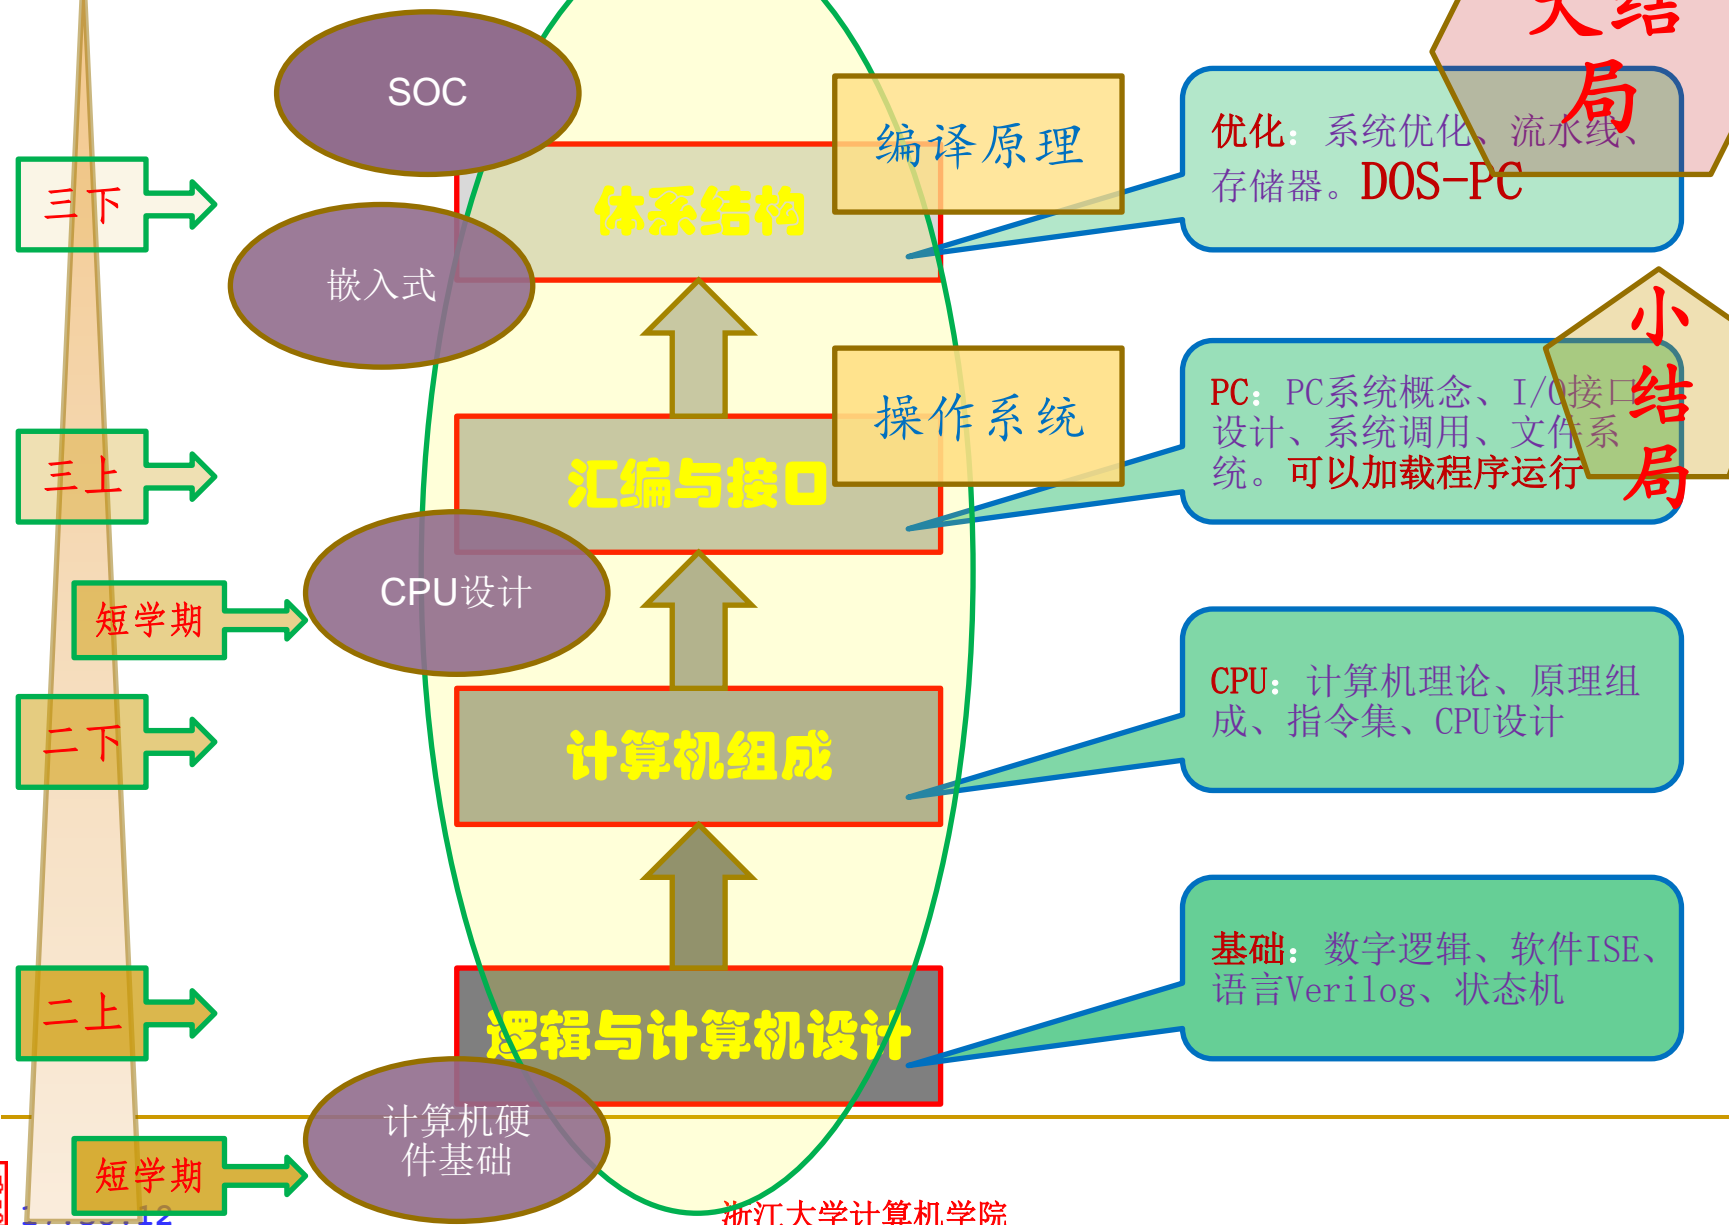 大结
局
SOC
编译原理
优化：系统优化、流水线、
存储器。DOS-PC
三下
体系结构
嵌入式
小
结
局
操作系统
PC：PC系统概念、I/O接口
设计、系统调用、文件系
统。可以加载程序运行
三上
汇编与接口
CPU设计
短学期
CPU：计算机理论、原理组
成、指令集、CPU设计
二下
计算机组成
基础：数字逻辑、软件ISE、
语言Verilog、状态机
二上
逻辑与计算机设计
计算机硬
件基础
短学期
浙江大学计算机学院